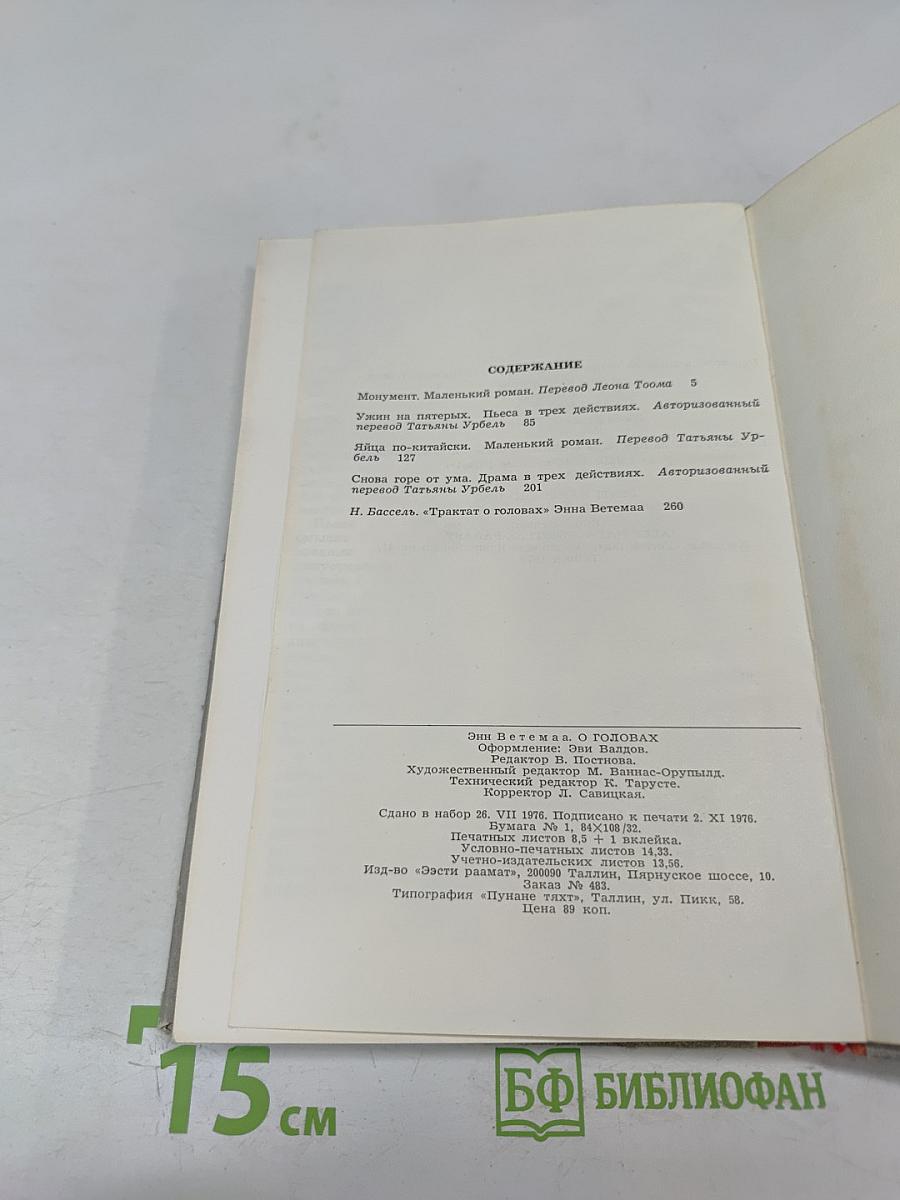 СОДЕРЖАНИЕ
Монумент. Маленький роман. Перевод Леона Тоома 5
Ужин на пятерых. Пьеса в трех действиях. Авторизованный
перевод Татьяны Урбель 85
Яйца по-китайски. Маленький роман. Перевод Татьяны Ур-
бель 127
Снова горе от ума. Драма в трех действиях. Авторизованный
перевод Татьяны Урбель 201
Н. Бассель. «Трактат о головах» Энна Ветемаа 260
Энн Ветемаа. О ГОЛОВАХ
Оформление: Эви Валдов.
Редактор В. Постнова.
Художественный редактор М. Ваннас-Орупылд.
Технический редактор К. Тарусте.
Корректор Л. Савицкая.
Сдано в набор 26. VII 1976. Подписано к печати 2. XI 1976.
Бумага № 1, 84×108/32.
Печатных листов 8,5 + 1 вклейка.
Условно-печатных листов 14,33.
Учетно-издательских листов 13,56.
Изд-во «Ээсти раамат», 200090 Таллин, Пярнуское шоссе, 10.
Заказ № 483.
Типография «Пунане тяхт», Таллин, ул. Пикк, 58.
Цена 89 коп.
15 см
БФ БИБЛИОФАН